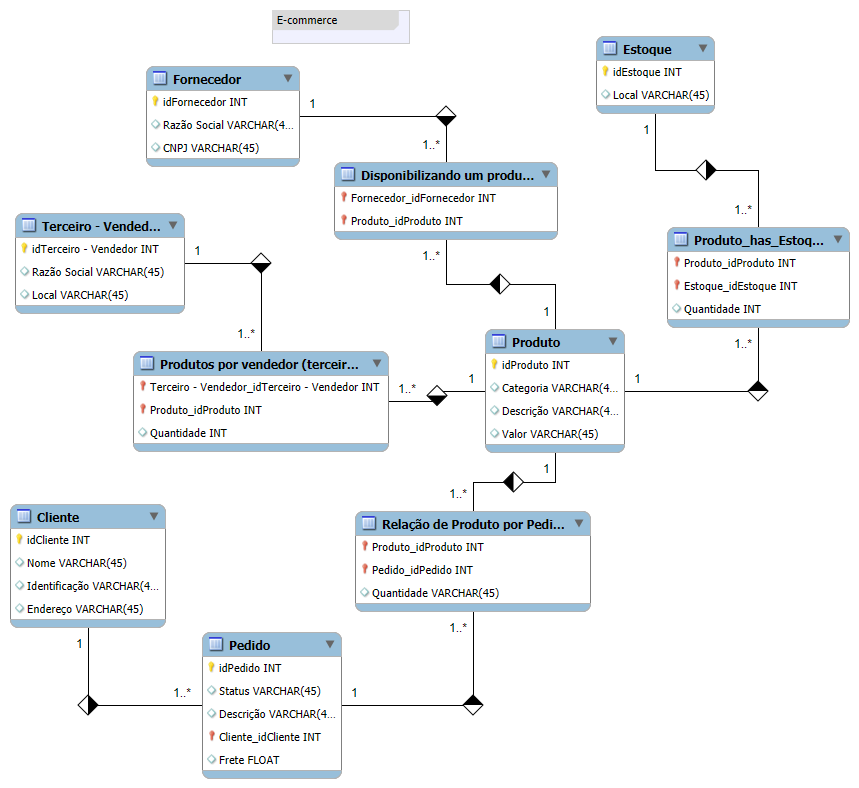 E-commerce
Estoque
idEstoque INT
Local VARCHAR(45)
Fornecedor
idFornecedor INT
Razão Social VARCHAR(4...
CNPJ VARCHAR(45)
1
1..*
1
1..*
Disponibilizando um produ...
Fornecedor_idFornecedor INT
Produto_idProduto INT
1..*
1
Terceiro - Vended...
idTerceiro - Vendedor INT
Razão Social VARCHAR(45)
Local VARCHAR(45)
1
1..*
Produto_has_Estoq...
Produto_idProduto INT
Estoque_idEstoque INT
Quantidade INT
1..*
1
Produtos por vendedor (terceir...
Terceiro - Vendedor_idTerceiro - Vendedor INT
Produto_idProduto INT
Quantidade INT
1..*
1
Produto
idProduto INT
Categoria VARCHAR(4...
Descrição VARCHAR(4...
Valor VARCHAR(45)
1
1..*
Relação de Produto por Pedi...
Produto_idProduto INT
Pedido_idPedido INT
Quantidade VARCHAR(45)
1..*
1
Cliente
idCliente INT
Nome VARCHAR(45)
Identificação VARCHAR(4...
Endereço VARCHAR(45)
1
1..*
Pedido
idPedido INT
Status VARCHAR(45)
Descrição VARCHAR(4...
Cliente_idCliente INT
Frete FLOAT